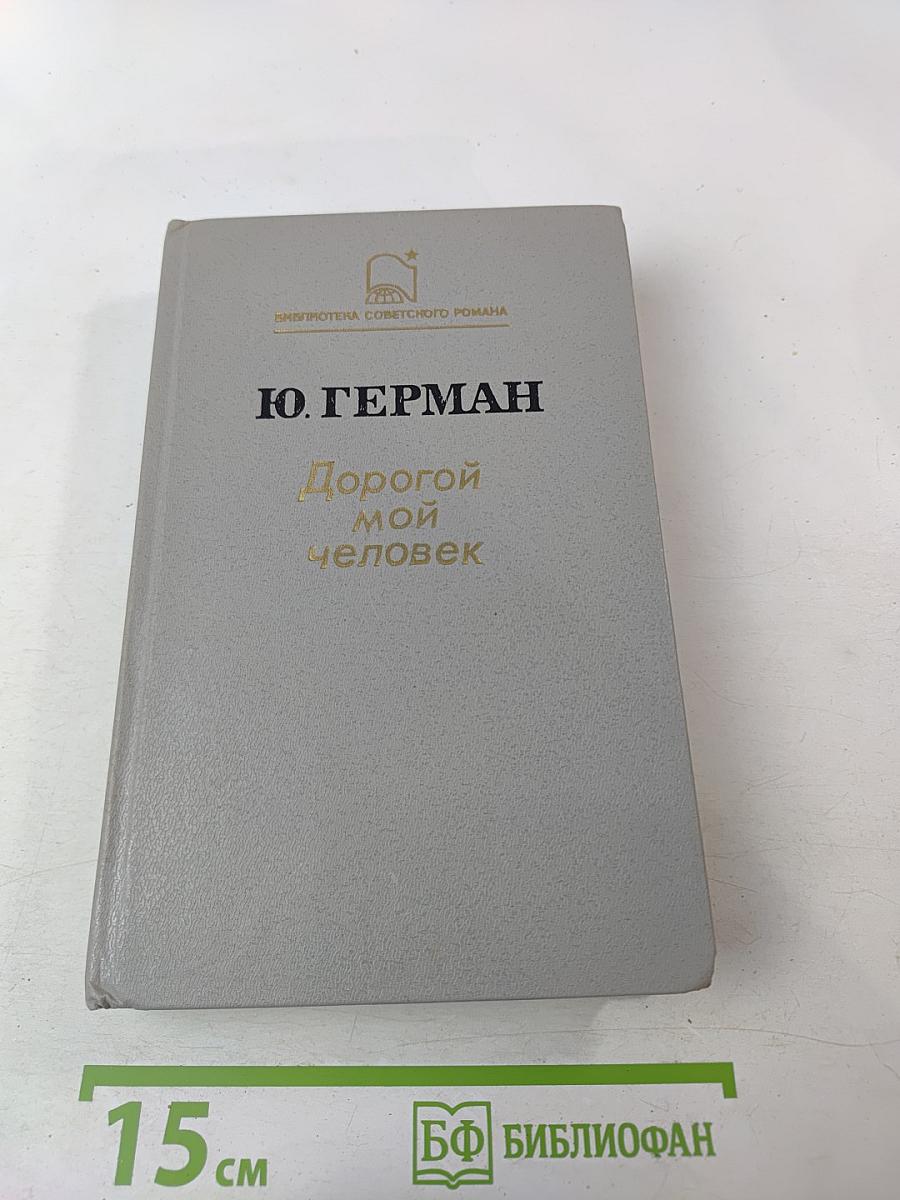 БИБЛИОТЕКА СОВЕТСКОГО РОМАНА
Ю. ГЕРМАН
Дорогой
мой
человек
15 см
БФ БИБЛИОФАН